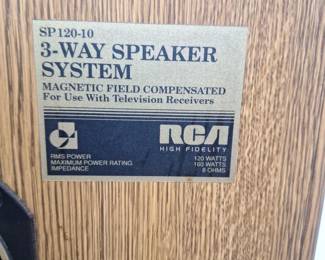 SP120-10
3-WAY SPEAKER
SYSTEM
MAGNETIC FIELD COMPENSATED
For Use With Television Receivers
RCA
HIGH FIDELITY
RMS POWER 120 WATTS
MAXIMUM POWER RATING 160 WATTS
IMPEDANCE 8 OHMS